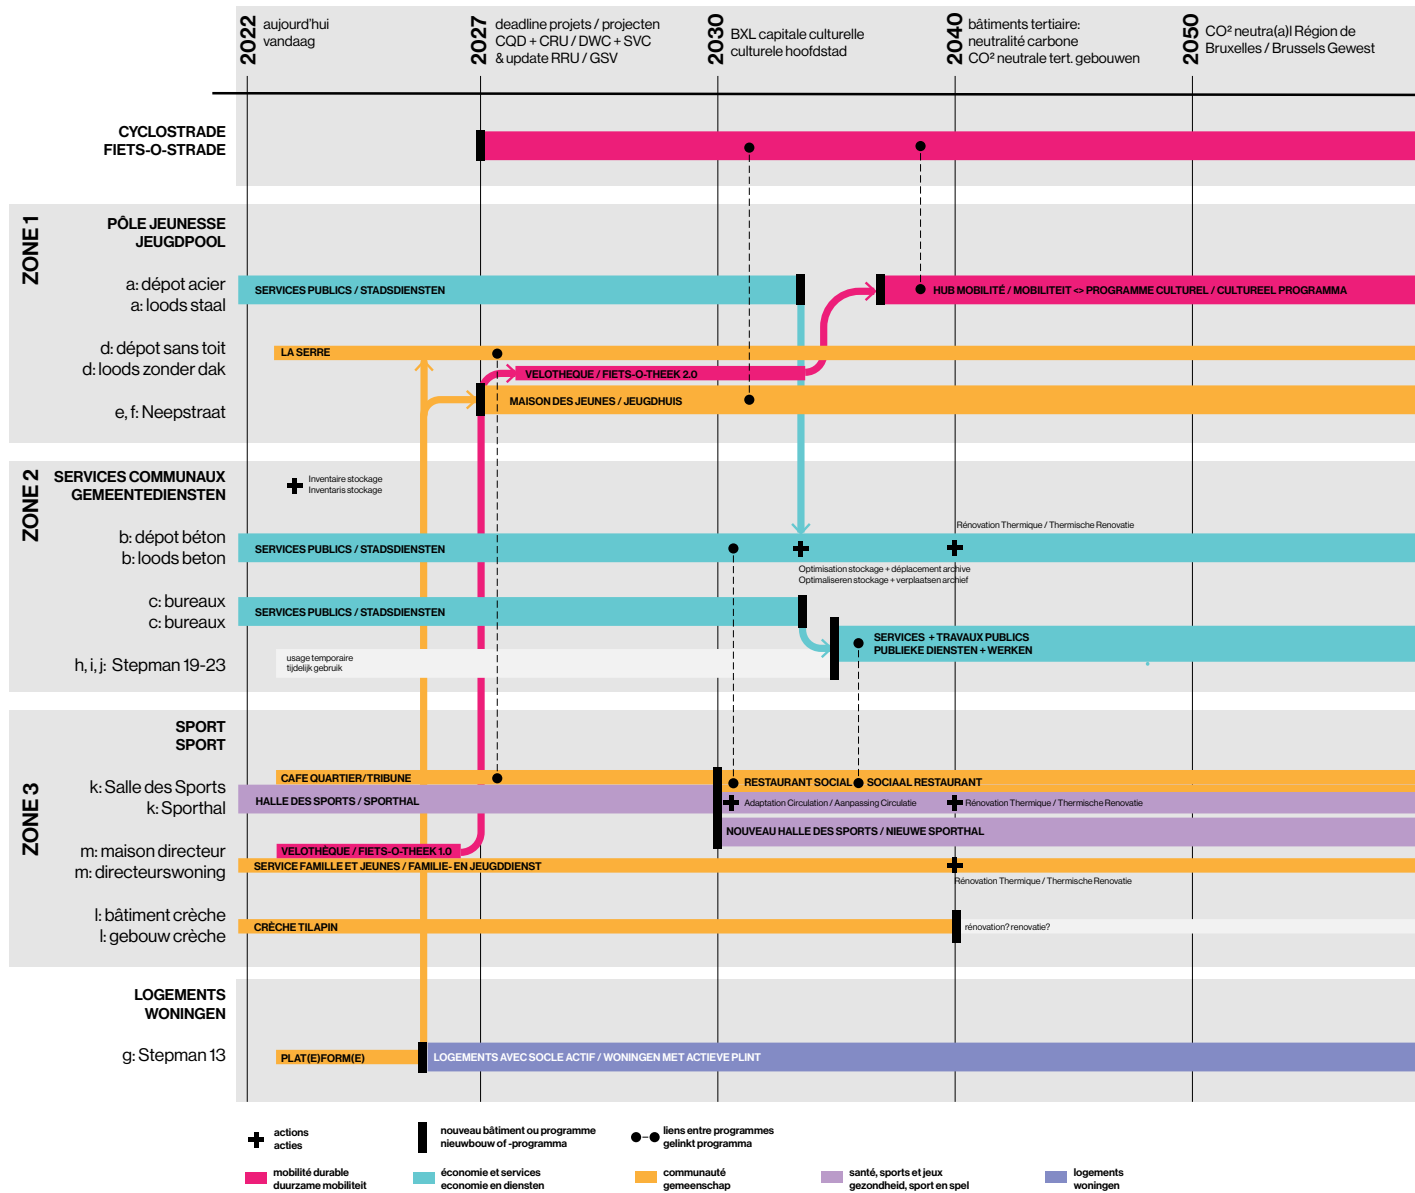 2022
aujourd'hui
vandaag
2027
deadline projets / projecten
CQD + CRU / DWC + SVC
& update RRU / GSV
2030
BXL capitale culturelle
culturele hoofdstad
2040
bâtiments tertiaire:
neutralité carbone
CO² neutrale tert. gebouwen
2050
CO² neutra(a)l Région de
Bruxelles / Brussels Gewest
CYCLOSTRADE
FIETS-O-STRADE
ZONE 1
PÔLE JEUNESSE
JEUGDPOOL
a: dépot acier
a: loods staal
SERVICES PUBLICS / STADSDIENSTEN
HUB MOBILITÉ / MOBILITEIT <> PROGRAMME CULTUREL / CULTUREEL PROGRAMMA
d: dépot sans toit
d: loods zonder dak
LA SERRE
VELOTHEQUE / FIETS-O-THEEK 2.0
e, f: Neepstraat
MAISON DES JEUNES / JEUGDHUIS
ZONE 2
SERVICES COMMUNAUX
GEMEENTEDIENSTEN
Inventaire stockage
Inventaris stockage
b: dépot béton
b: loods beton
SERVICES PUBLICS / STADSDIENSTEN
Rénovation Thermique / Thermische Renovatie
Optimisation stockage + déplacement archive
Optimaliseren stockage + verplaatsen archief
c: bureaux
c: bureaux
SERVICES PUBLICS / STADSDIENSTEN
SERVICES + TRAVAUX PUBLICS
PUBLIEKE DIENSTEN + WERKEN
h, i, j: Stepman 19-23
usage temporaire
tijdelijk gebruik
ZONE 3
SPORT
SPORT
k: Salle des Sports
k: Sporthal
CAFE QUARTIER/TRIBUNE
RESTAURANT SOCIAL
SOCIAAL RESTAURANT
HALLE DES SPORTS / SPORTHAL
Adaptation Circulation / Aanpassing Circulatie
Rénovation Thermique / Thermische Renovatie
NOUVEAU HALLE DES SPORTS / NIEUWE SPORTHAL
m: maison directeur
m: directeurswoning
VELOTHÈQUE / FIETS-O-THEEK 1.0
SERVICE FAMILLE ET JEUNES / FAMILIE- EN JEUGDDIENST
Rénovation Thermique / Thermische Renovatie
l: bâtiment crèche
l: gebouw crèche
CRÈCHE TILAPIN
rénovation? renovatie?
LOGEMENTS
WONINGEN
g: Stepman 13
PLAT(E)FORM(E)
LOGEMENTS AVEC SOCLE ACTIF / WONINGEN MET ACTIEVE PLINT
actions
acties
nouveau bâtiment ou programme
nieuwbouw of -programma
liens entre programmes
gelinkt programma
mobilité durable
duurzame mobiliteit
économie et services
economie en diensten
communauté
gemeenschap
santé, sports et jeux
gezondheid, sport en spel
logements
woningen